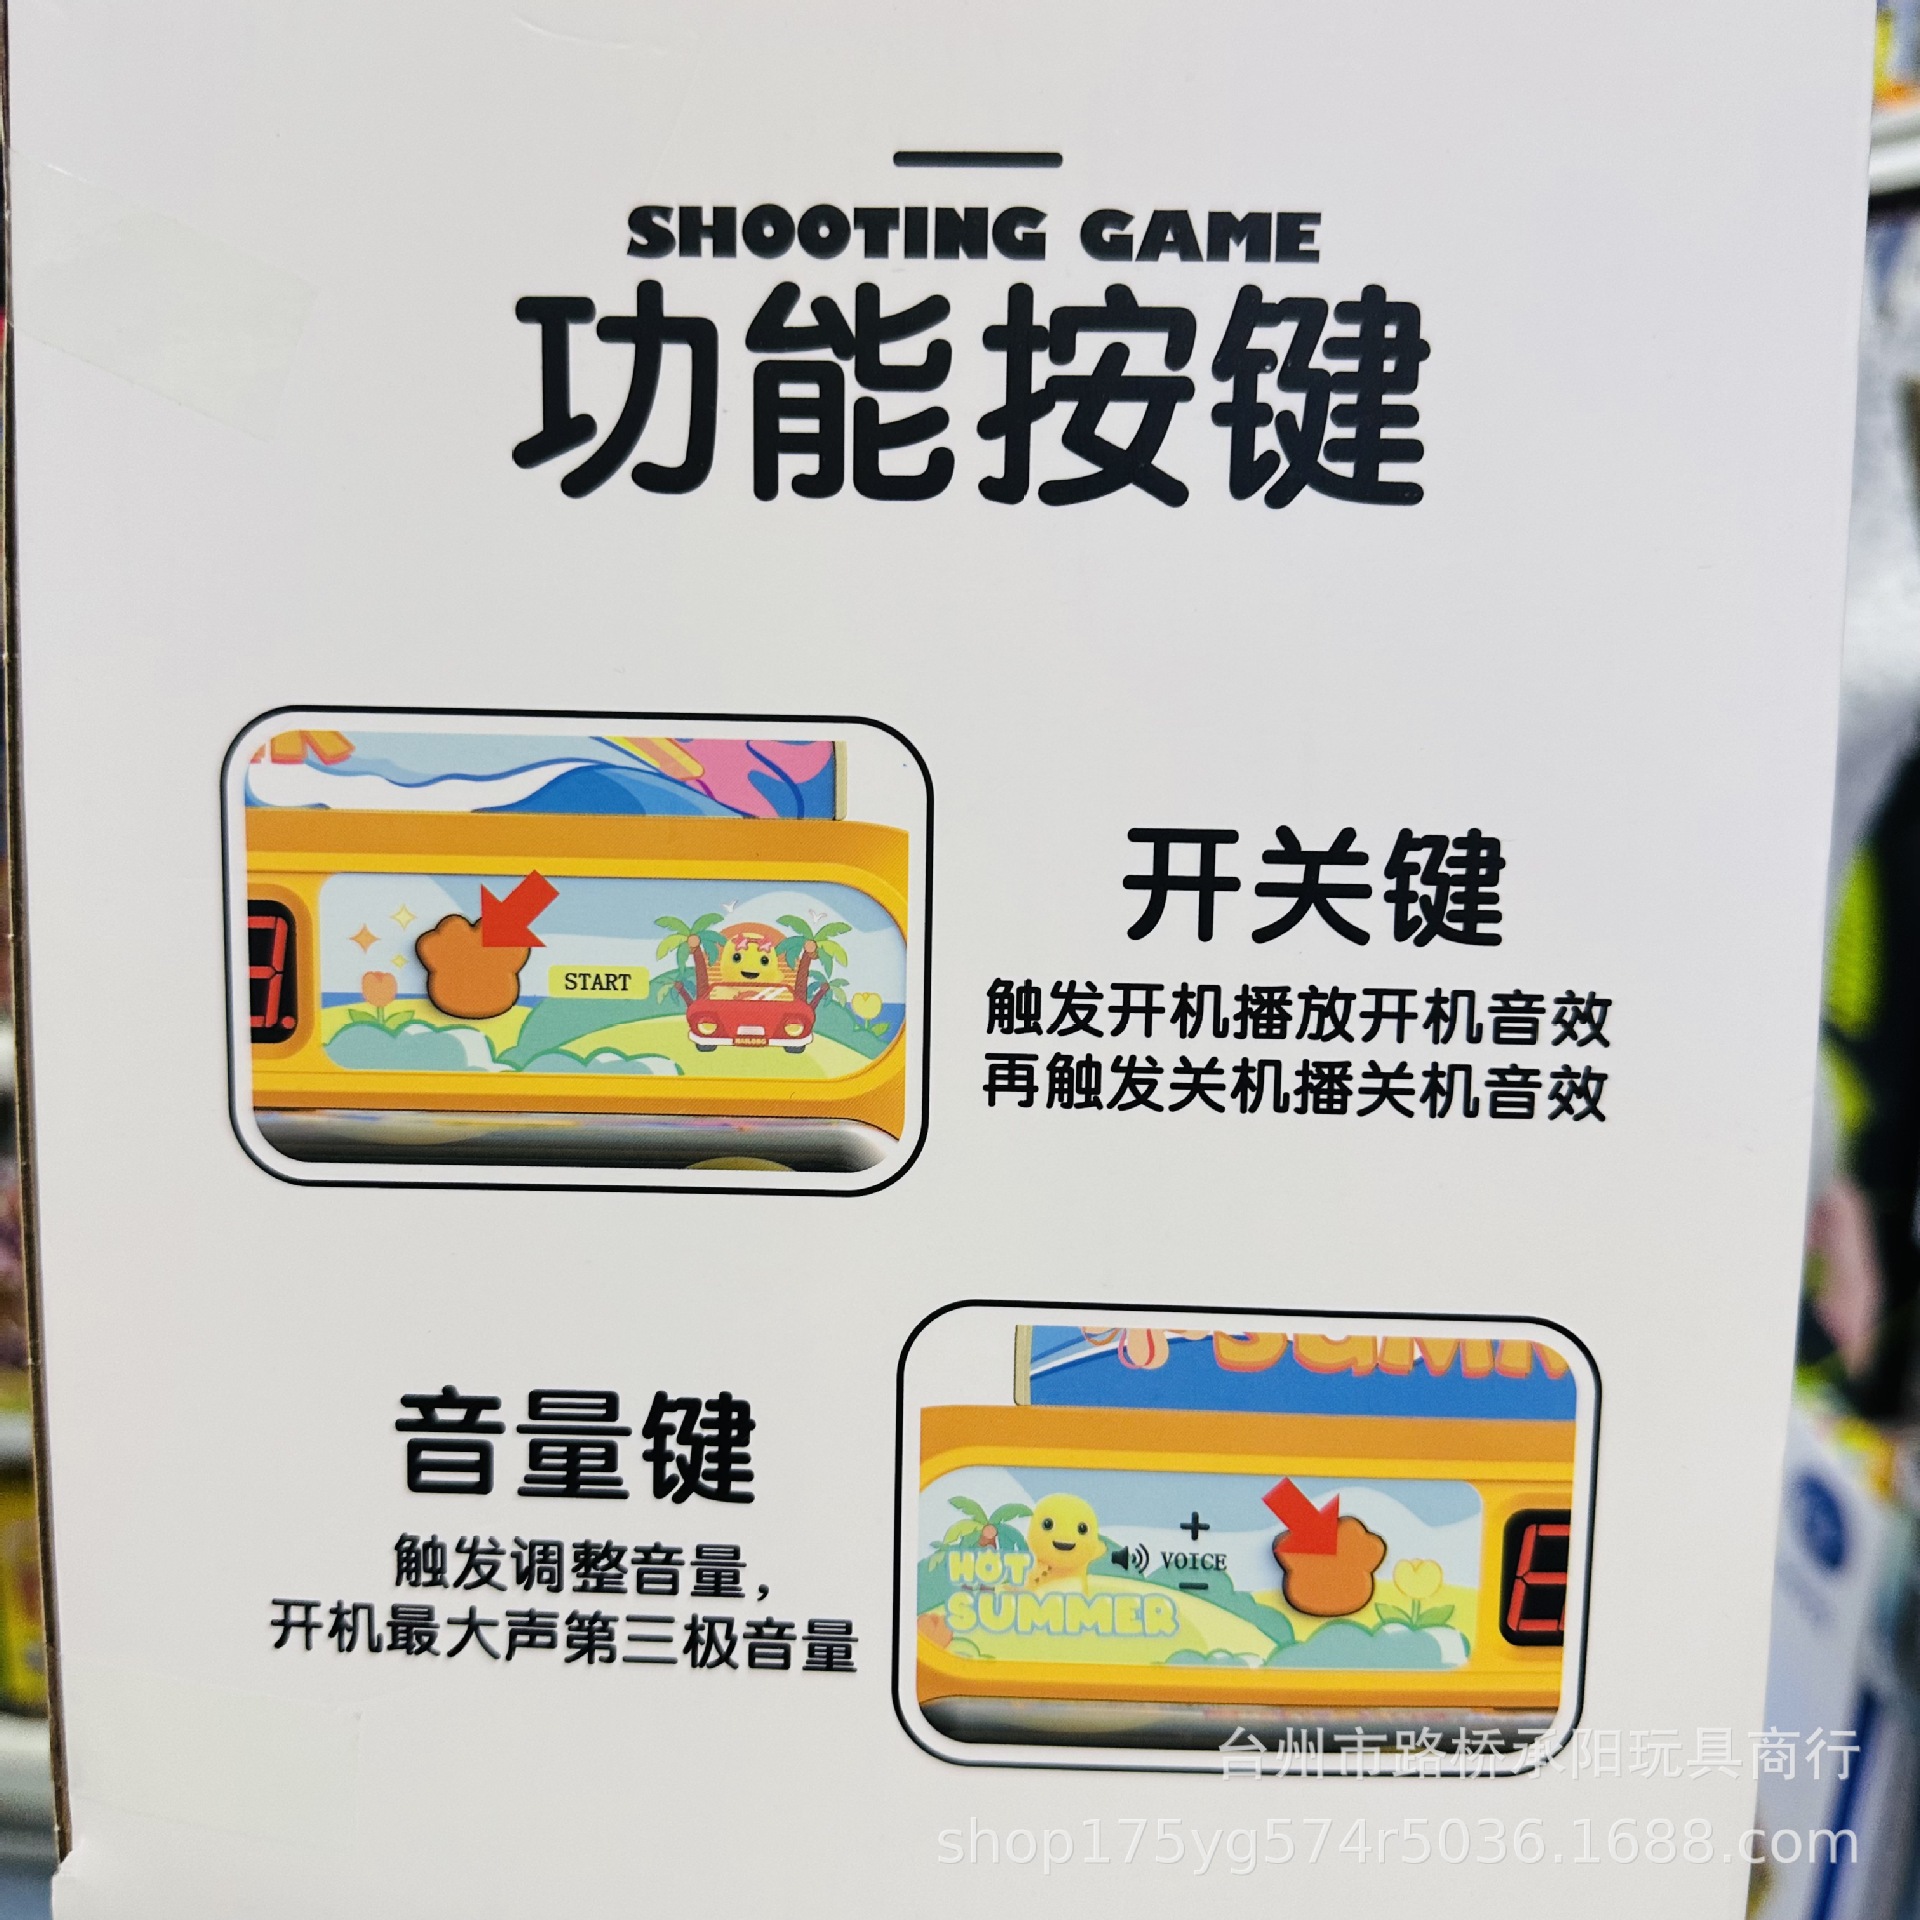 SHOOTING GAME
功能按键
START
开关键
触发开机播放开机音效
再触发关机播关机音效
音量键
触发调整音量，
开机最大声第三极音量
HOT
SUMMER
+
VOICE
-
台州市路桥承阳玩具商行
shop175yg574r5036.1688.com